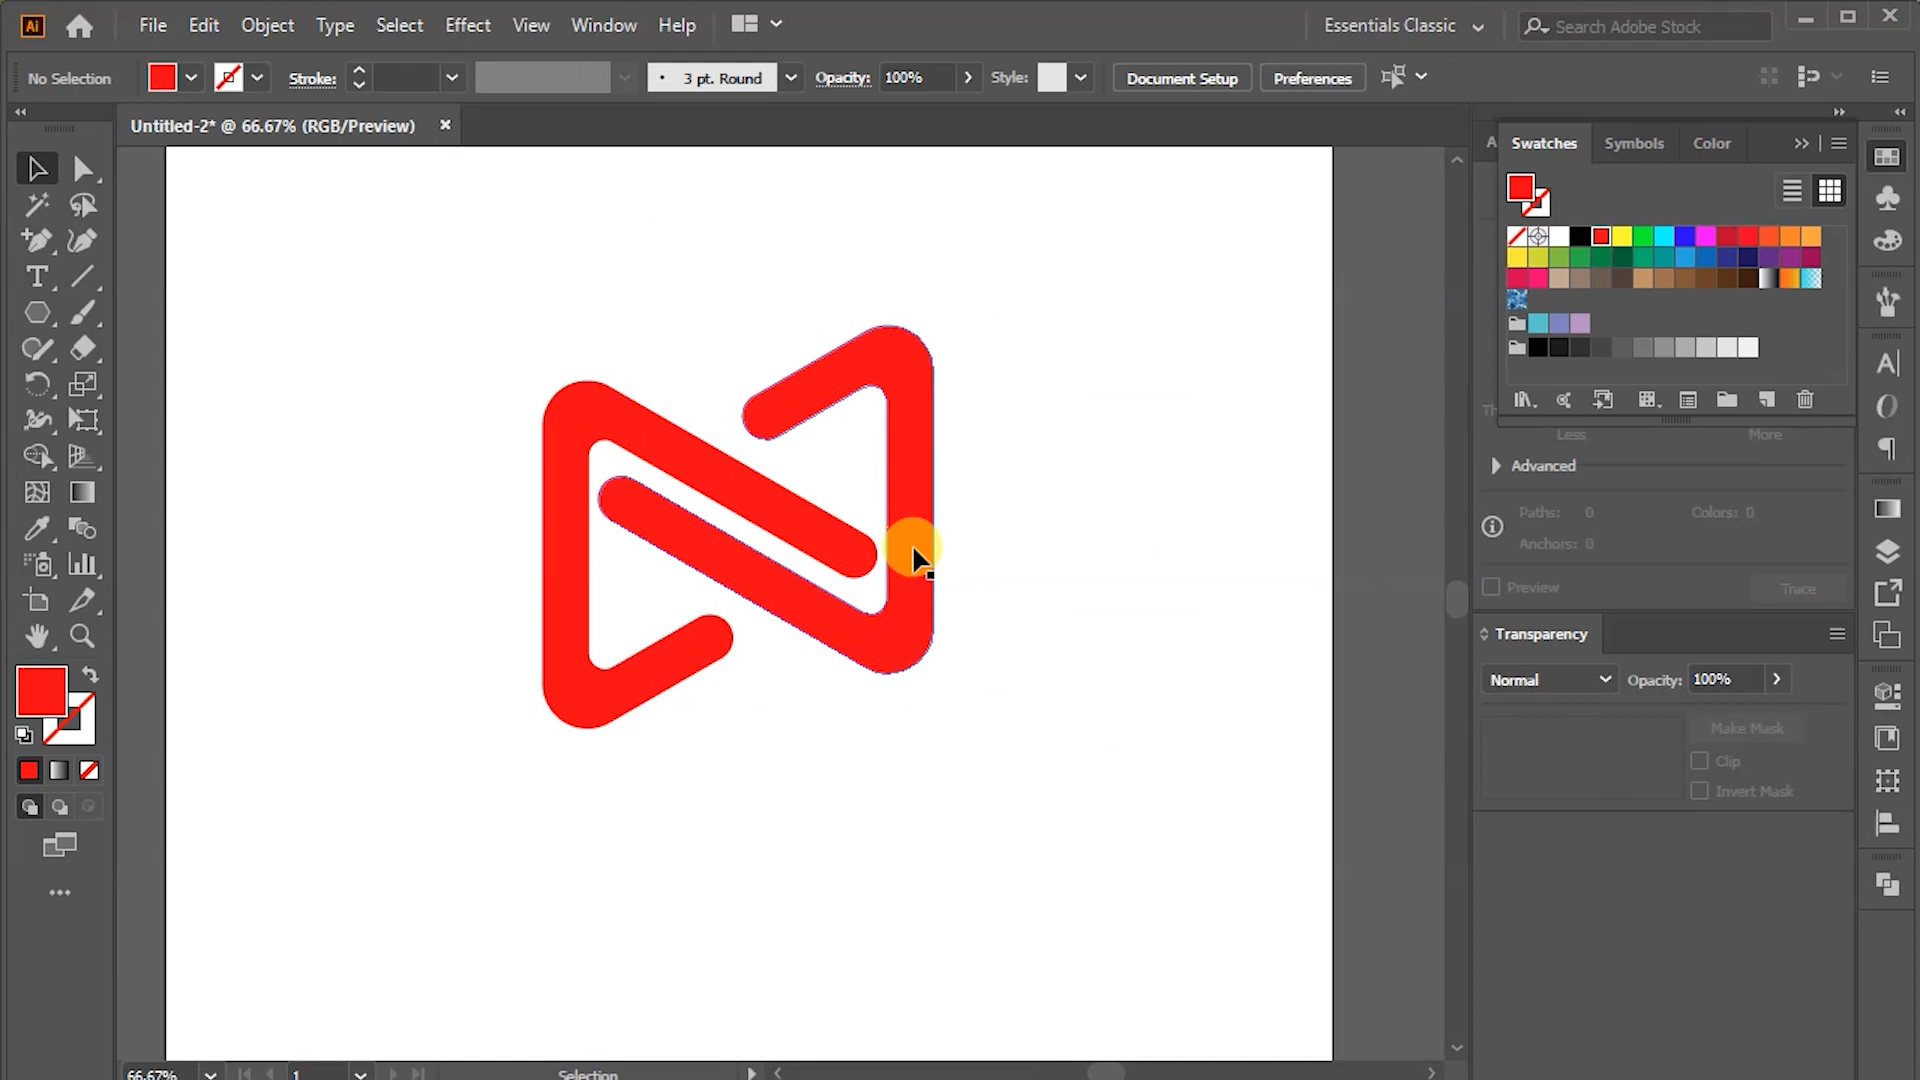 Ai File Edit Object Type Select Effect View Window Help Essentials Classic Search Adobe Stock
No Selection Stroke: 3 pt. Round Opacity: 100% Style: Document Setup Preferences
Untitled-2* @ 66.67% (RGB/Preview)
Swatches Symbols Color
Less More
Advanced
Paths: 0 Colors: 0
Anchors: 0
Preview Trace
Transparency
Normal Opacity: 100%
Make Mask
Clip
Invert Mask
66.67% 1 Selection